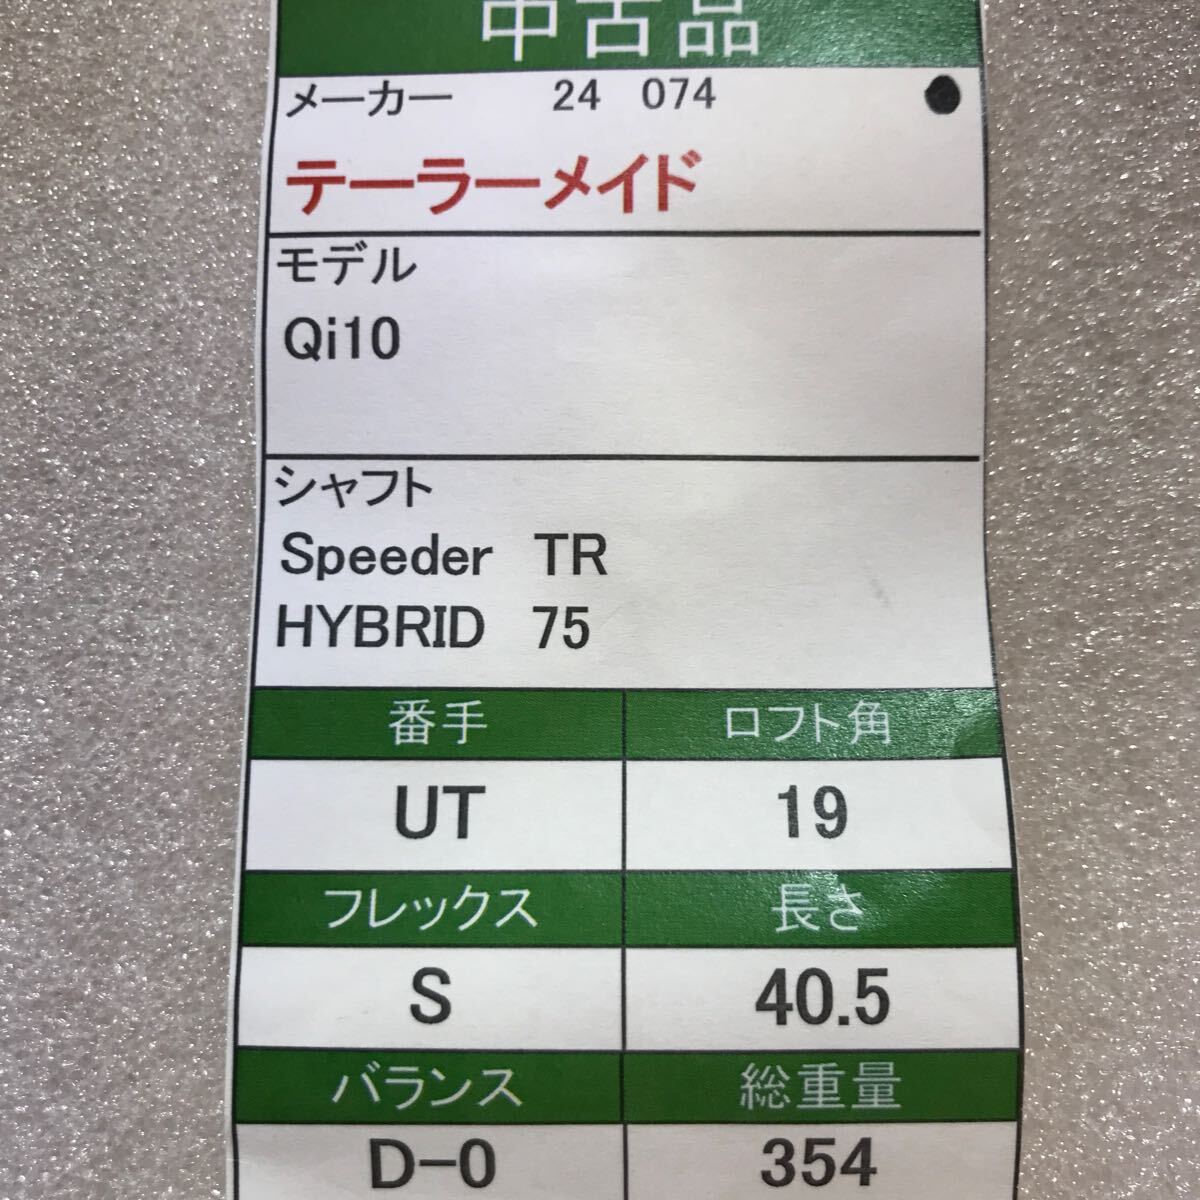 中古品
メーカー 24 074
テーラーメイド
モデル
Qi10
シャフト
Speeder TR
HYBRID 75
番手 ロフト角
UT 19
フレックス 長さ
S 40.5
バランス 総重量
D-0 354